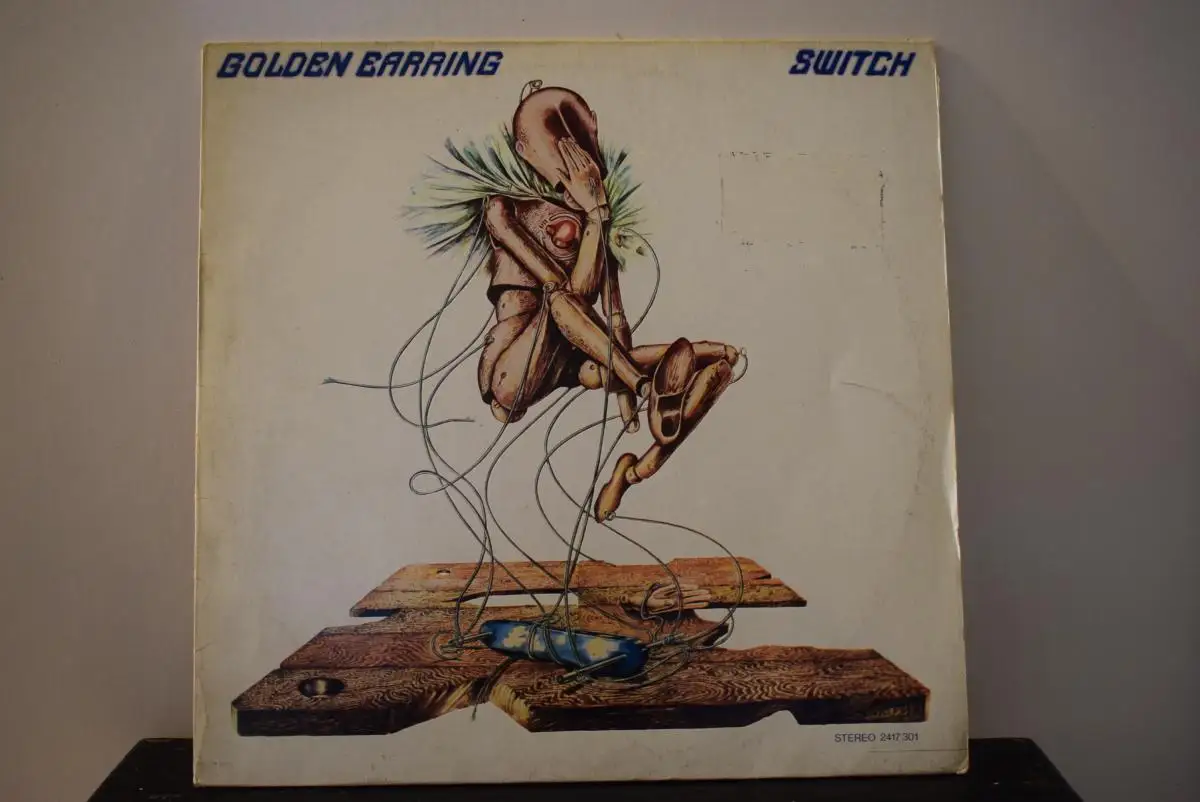 GOLDEN EARRING
SWITCH
STEREO 2417 301